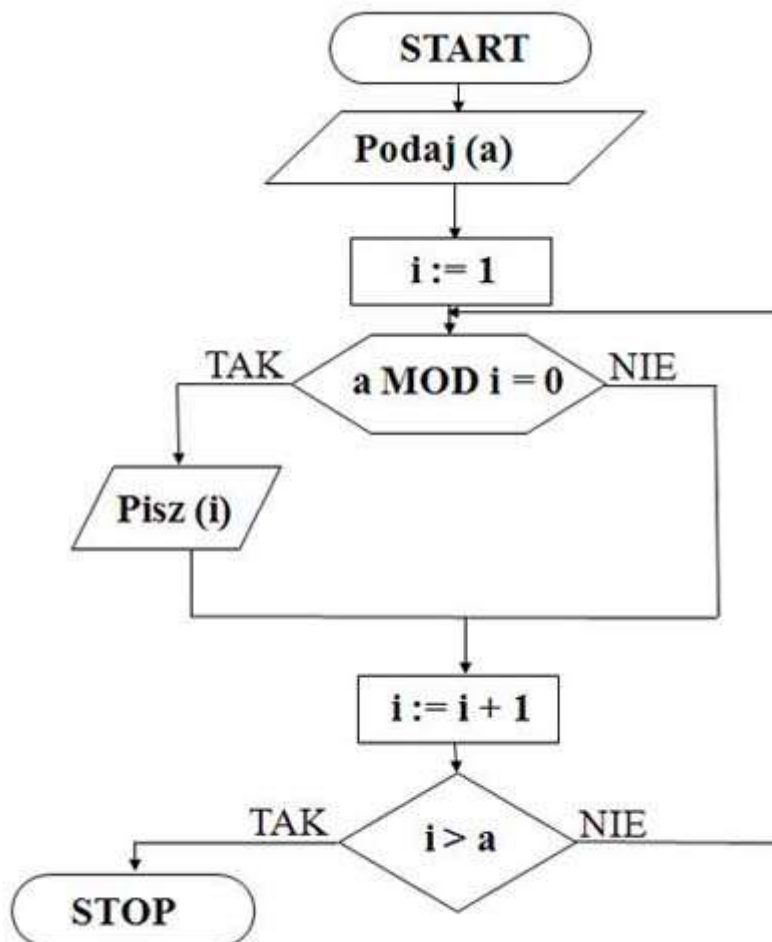 START
Podaj (a)
i := 1
TAK
a MOD i = 0
NIE
Pisz (i)
i := i + 1
TAK
i > a
NIE
STOP